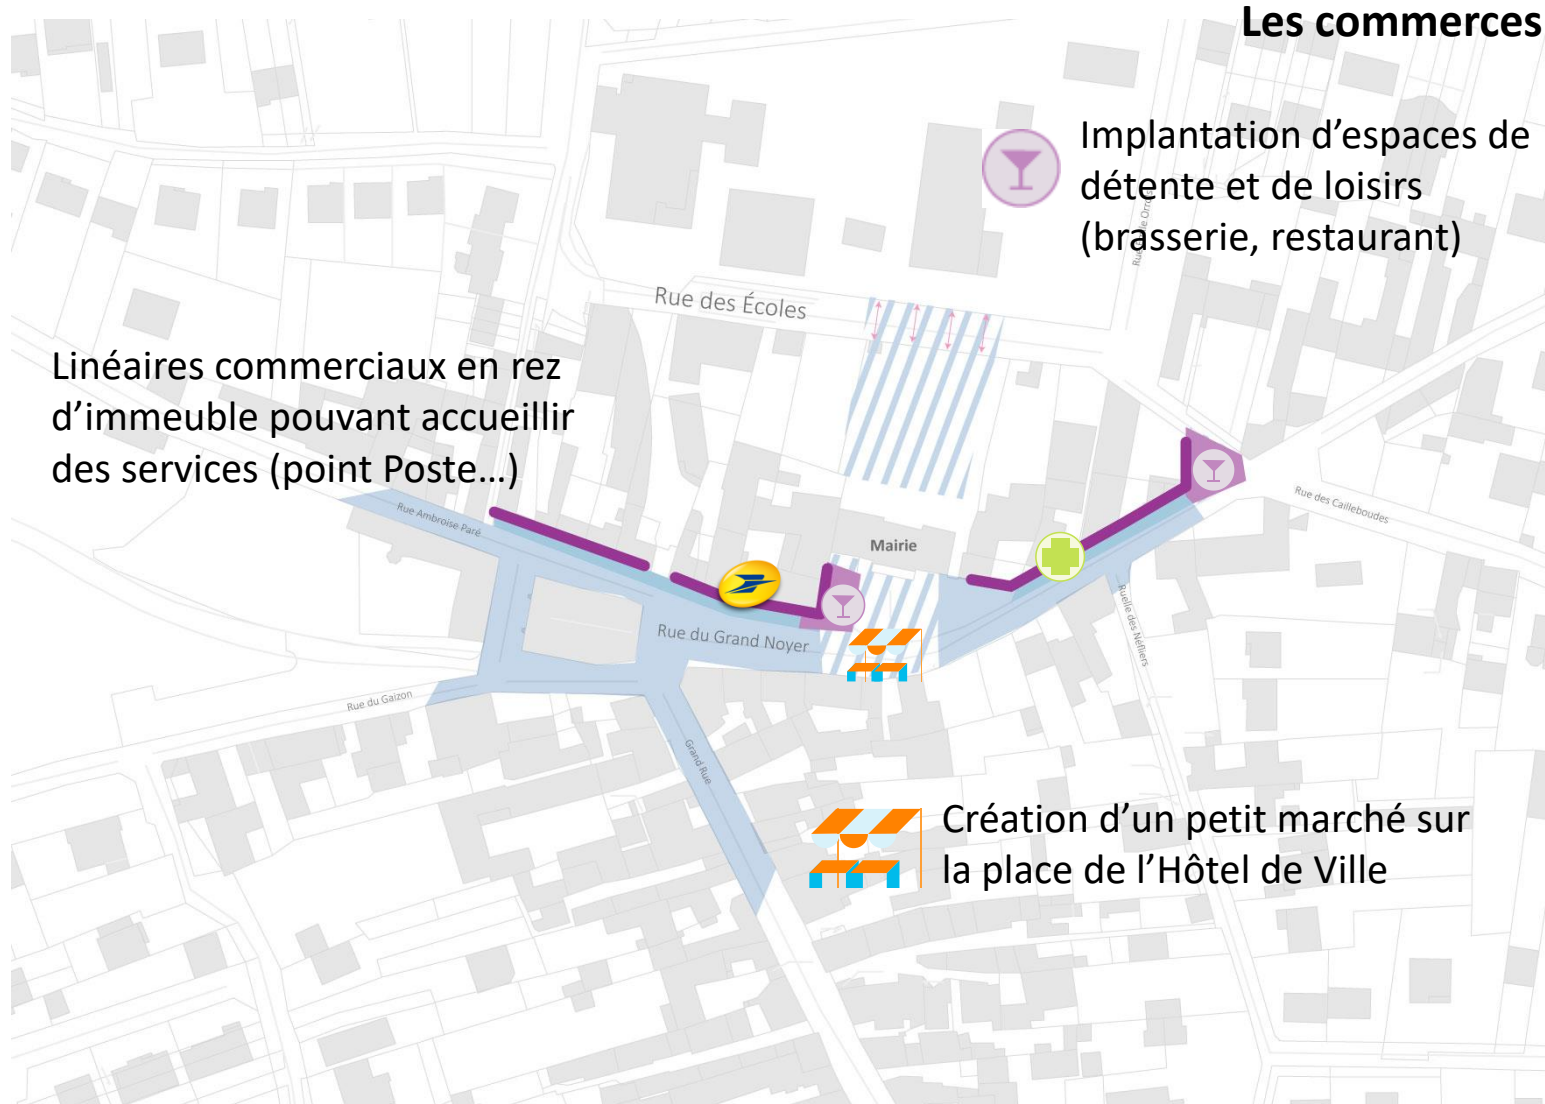 Les commerces
Implantation d’espaces de
détente et de loisirs
(brasserie, restaurant)
Rue des Écoles
Linéaires commerciaux en rez
d’immeuble pouvant accueillir
des services (point Poste…)
Rue des Cailleboudes
Rue Ambroise Paré
Mairie
Ruelle des Néfliers
Rue du Grand Noyer
Rue du Gaizon
Grand Rue
Création d’un petit marché sur
la place de l’Hôtel de Ville